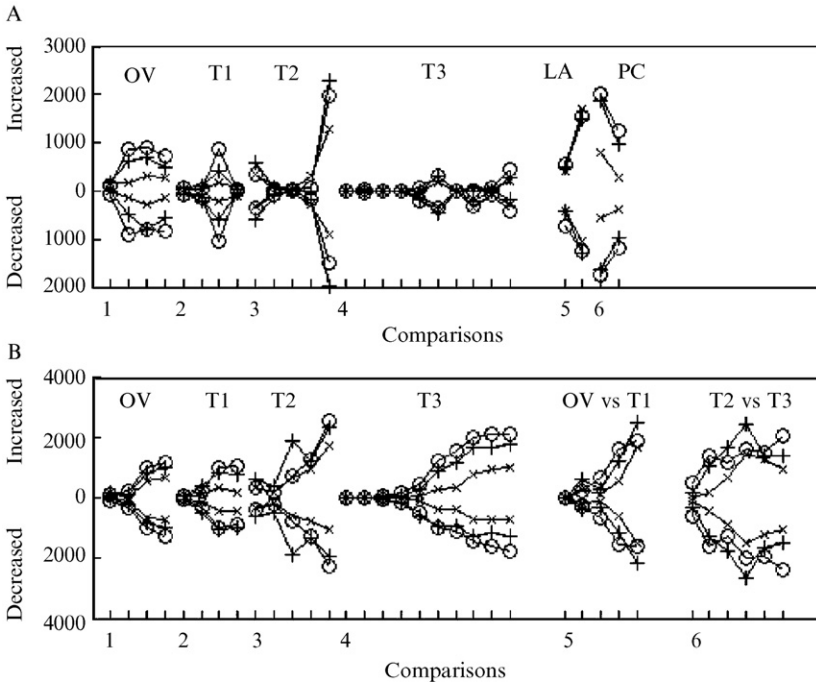 A
3000
OV T1 T2 T3 LA PC
Increased
2000
1000
0
Decreased
1000
2000
1 2 3 4 5 6
Comparisons
B
4000
OV T1 T2 T3 OV vs T1 T2 vs T3
Increased
2000
0
Decreased
2000
4000
1 2 3 4 5 6
Comparisons